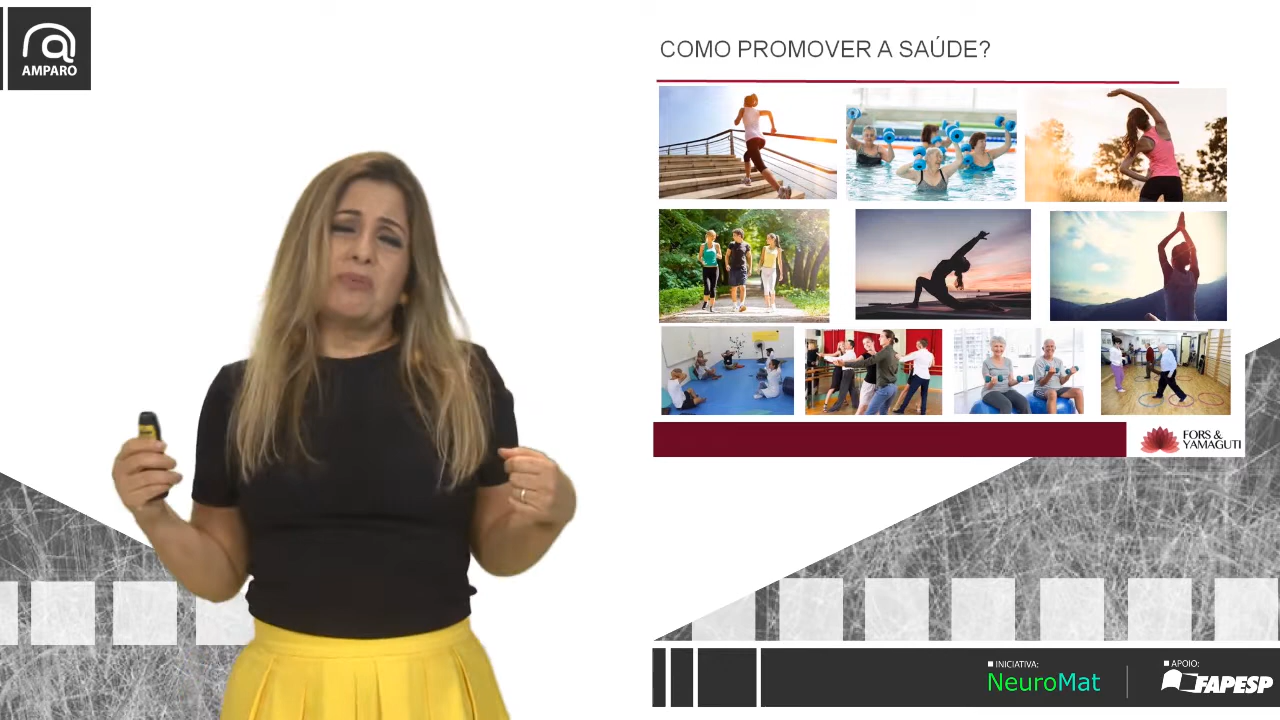 AMPARO
COMO PROMOVER A SAÚDE?
FORS &
YAMAGUTI
INICIATIVA:
NeuroMat
APOIO:
FAPESP